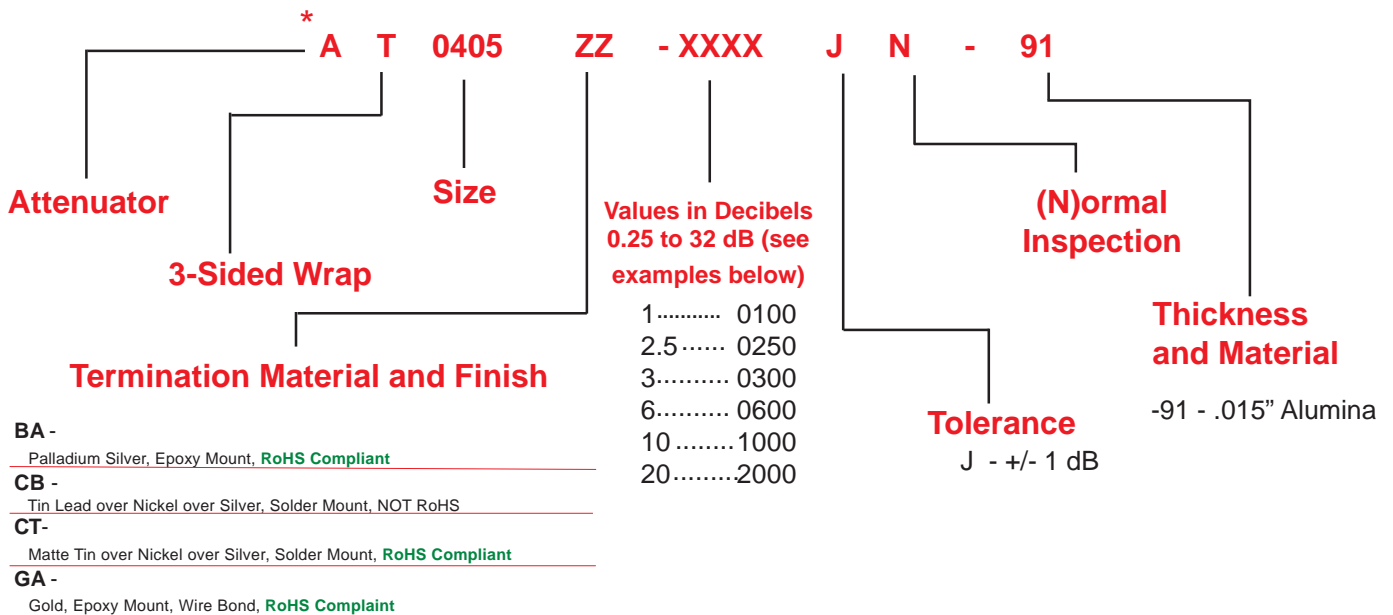 *
A T 0405 ZZ - XXXX J N - 91
Attenuator
3-Sided Wrap
Size
Termination Material and Finish
BA -
Palladium Silver, Epoxy Mount, RoHS Compliant
CB -
Tin Lead over Nickel over Silver, Solder Mount, NOT RoHS
CT-
Matte Tin over Nickel over Silver, Solder Mount, RoHS Compliant
GA -
Gold, Epoxy Mount, Wire Bond, RoHS Complaint
Values in Decibels
0.25 to 32 dB (see
examples below)
1........... 0100
2.5...... 0250
3.......... 0300
6.......... 0600
10 ........1000
20.........2000
Tolerance
J - +/- 1 dB
(N)ormal
Inspection
Thickness
and Material
-91 - .015” Alumina